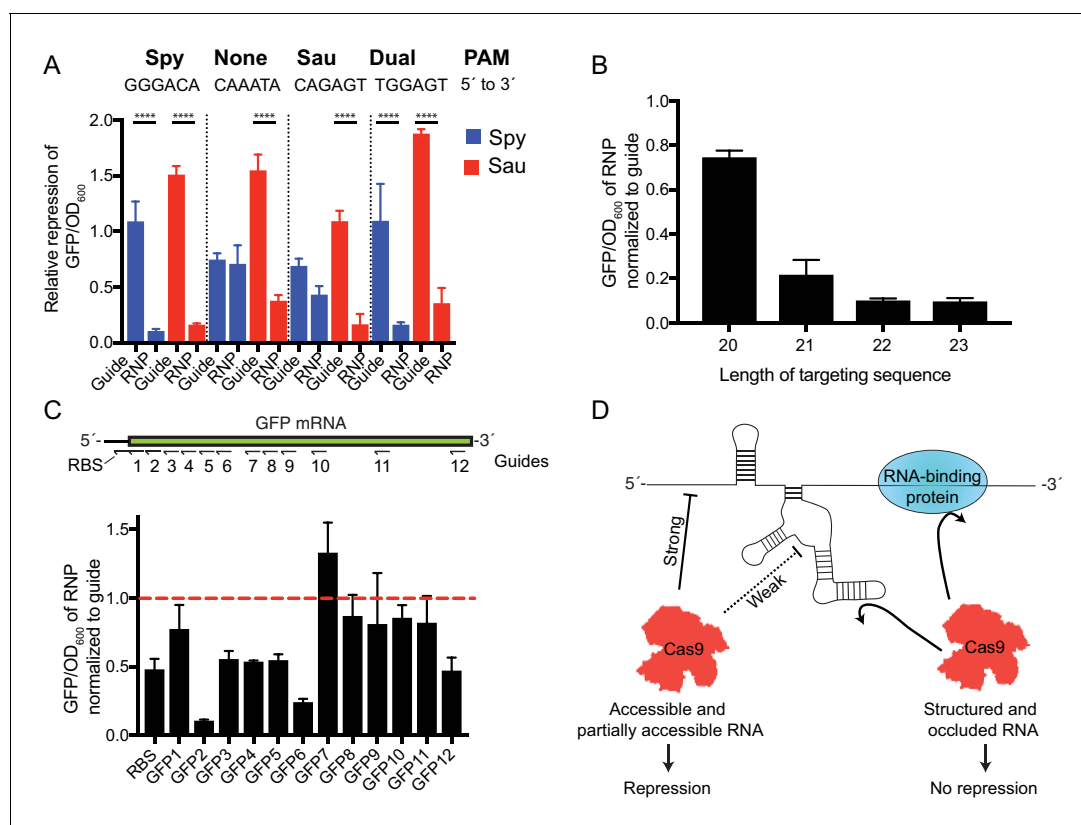 A
Spy None Sau Dual PAM
GGGACA CAAATA CAGAGT TGGAGT 5´ to 3´
**** **** **** **** **** ****
Spy
Sau
Relative repression of
GFP/OD600
2.0
1.5
1.0
0.5
0.0
Guide RNP Guide RNP Guide RNP Guide RNP Guide RNP Guide RNP Guide RNP Guide RNP
B
GFP/OD600 of RNP
normalized to guide
1.0
0.8
0.6
0.4
0.2
0.0
20 21 22 23
Length of targeting sequence
C
GFP mRNA
5´- -3´
RBS 1 2 3 4 5 6 7 8 9 10 11 12 Guides
GFP/OD600 of RNP
normalized to guide
1.5
1.0
0.5
0.0
RBS GFP1 GFP2 GFP3 GFP4 GFP5 GFP6 GFP7 GFP8 GFP9 GFP10 GFP11 GFP12
D
5´- -3´
RNA-binding
protein
Strong
Weak
Cas9
Cas9
Accessible and
partially accessible RNA
Repression
Structured and
occluded RNA
No repression